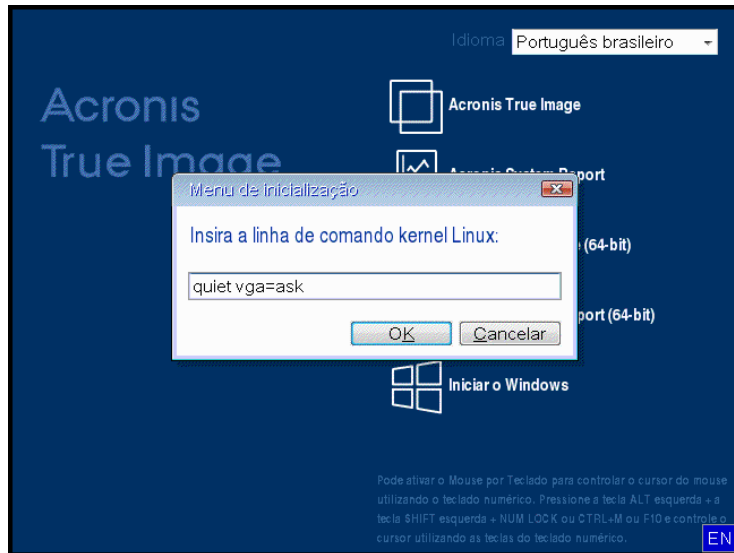 Idioma Português brasileiro
Acronis
True Image
Acronis True Image
Acronis System Report
Menu de inicialização
Insira a linha de comando kernel Linux:
(64-bit)
quiet vga=ask
port (64-bit)
OK
Cancelar
Iniciar o Windows
Pode ativar o Mouse por Teclado para controlar o cursor do mouse
utilizando o teclado numérico. Pressione a tecla ALT esquerda + a
tecla SHIFT esquerda + NUM LOCK ou CTRL+M ou F10 e controle o
cursor utilizando as teclas do teclado numérico.
EN